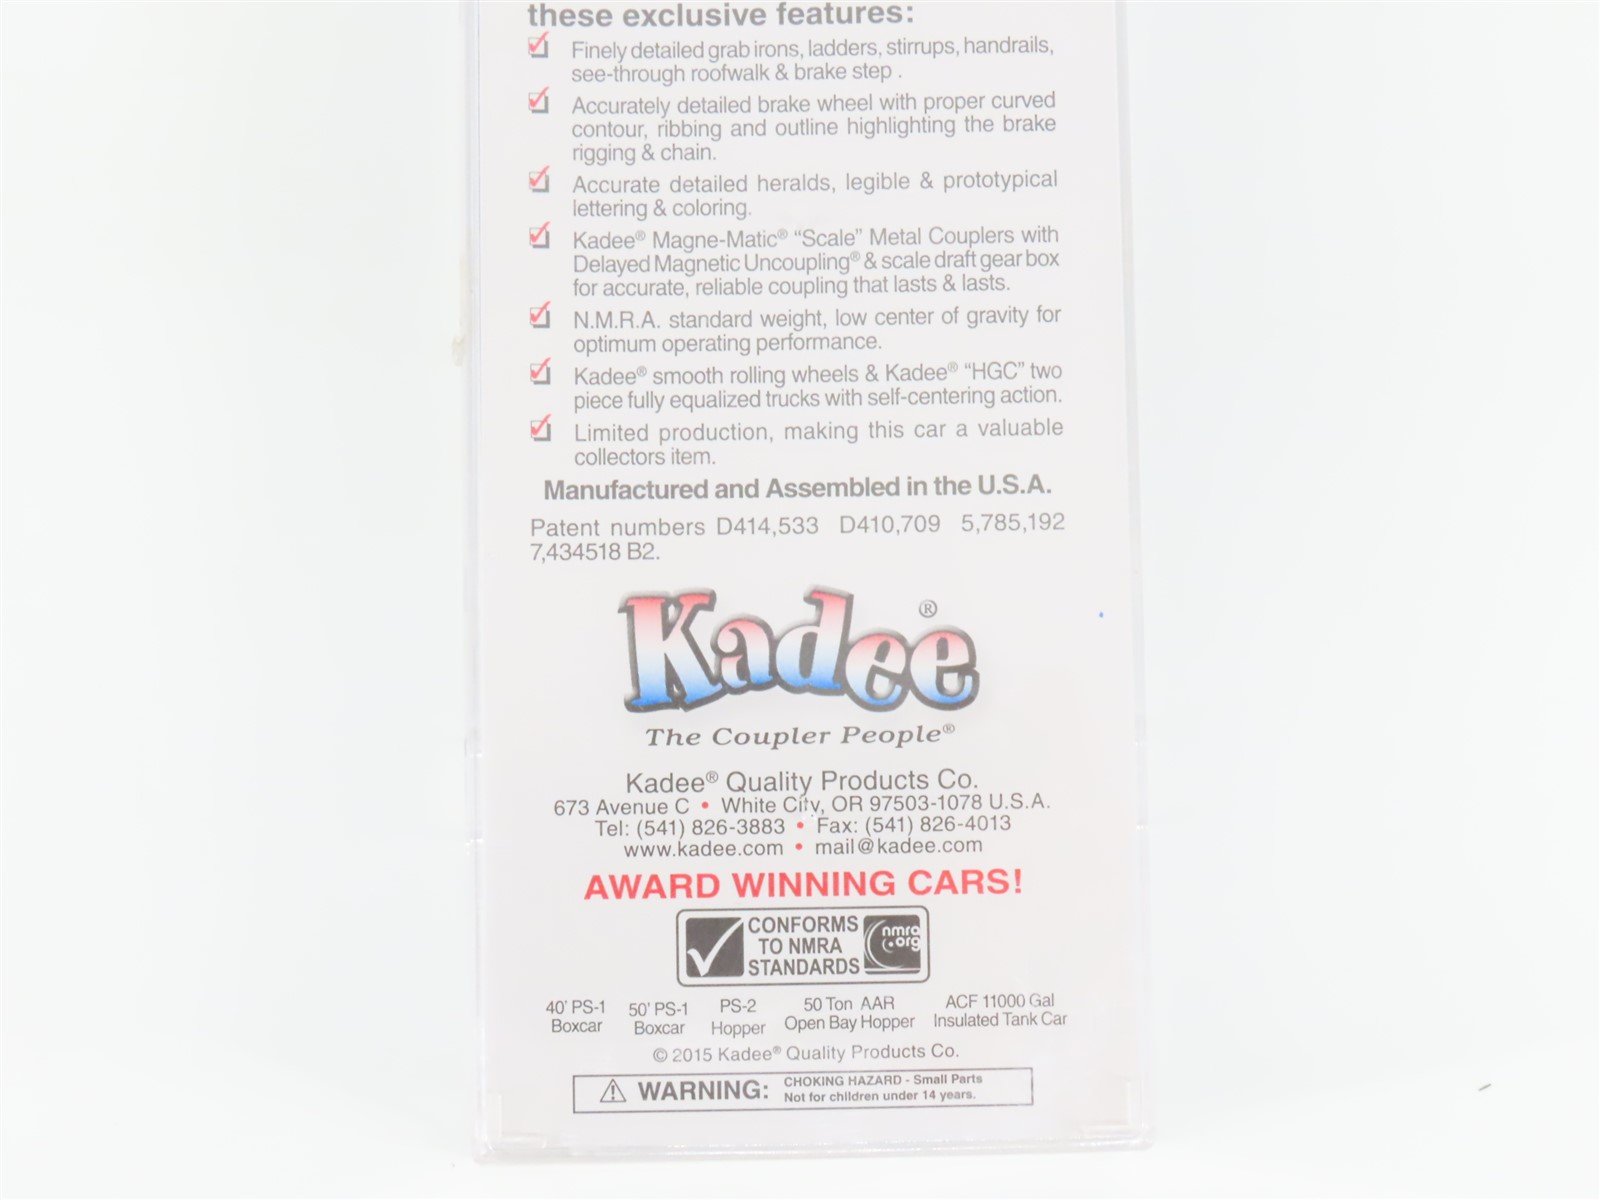 these exclusive features:
Finely detailed grab irons, ladders, stirrups, handrails,
see-through roofwalk & brake step .
Accurately detailed brake wheel with proper curved
contour, ribbing and outline highlighting the brake
rigging & chain.
Accurate detailed heralds, legible & prototypical
lettering & coloring.
Kadee® Magne-Matic® “Scale” Metal Couplers with
Delayed Magnetic Uncoupling® & scale draft gear box
for accurate, reliable coupling that lasts & lasts.
N.M.R.A. standard weight, low center of gravity for
optimum operating performance.
Kadee® smooth rolling wheels & Kadee® “HGC” two
piece fully equalized trucks with self-centering action.
Limited production, making this car a valuable
collectors item.
Manufactured and Assembled in the U.S.A.
Patent numbers D414,533 D410,709 5,785,192
7,434518 B2.
Kadee®
The Coupler People®
Kadee® Quality Products Co.
673 Avenue C • White City, OR 97503-1078 U.S.A.
Tel: (541) 826-3883 • Fax: (541) 826-4013
www.kadee.com • mail@kadee.com
AWARD WINNING CARS!
CONFORMS
TO NMRA
STANDARDS
nmra
.org
40' PS-1
Boxcar
50' PS-1
Boxcar
PS-2
Hopper
50 Ton AAR
Open Bay Hopper
ACF 11000 Gal
Insulated Tank Car
© 2015 Kadee® Quality Products Co.
WARNING:
CHOKING HAZARD - Small Parts
Not for children under 14 years.